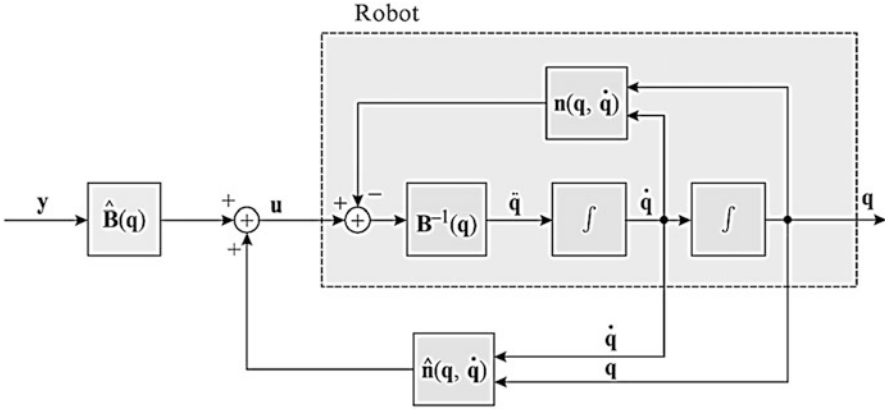 Robot
n(q, q̇)
y
B̂(q)
+
+
+
u
+
−
B⁻¹(q)
q̈
∫
q̇
∫
q
n̂(q, q̇)
q̇
q